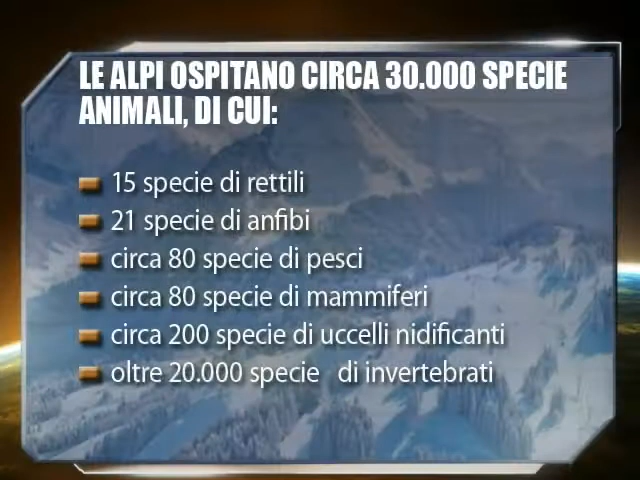 LE ALPI OSPITANO CIRCA 30.000 SPECIE
ANIMALI, DI CUI:
15 specie di rettili
21 specie di anfibi
circa 80 specie di pesci
circa 80 specie di mammiferi
circa 200 specie di uccelli nidificanti
oltre 20.000 specie di invertebrati